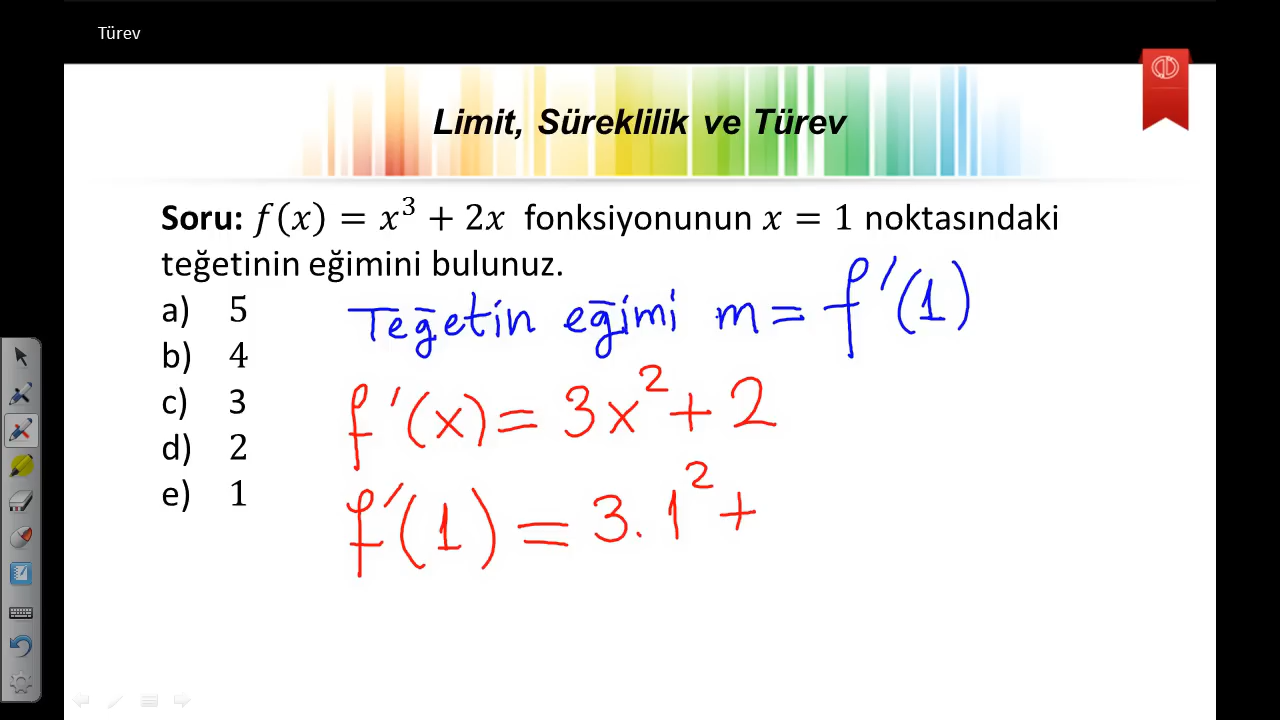 Türev
Limit, Süreklilik ve Türev
Soru: f(x) = x³ + 2x fonksiyonunun x = 1 noktasındaki
teğetinin eğimini bulunuz.
a) 5
b) 4
c) 3
d) 2
e) 1
Teğetin eğimi m = f'(1)
f'(x) = 3x² + 2
f'(1) = 3.1² +